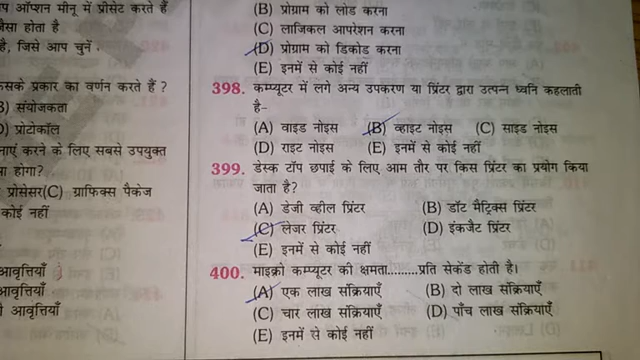 प ऑप्शन मीनू में प्रीसेट करते हैं
जैसा होता है
है, जिसे आप चुनें .
कसके प्रकार का वर्णन करते हैं ?
B) संयोजकता
D) प्रोटोकॉल
नाएं करने के लिए सबसे उपयुक्त
सा होगा?
प्रोसेसर(C) ग्राफिक्स पैकेज
कोई नहीं
आवृत्तियाँ
आवृत्तियाँ
ो आवृत्तियाँ
(B) प्रोग्राम को लोड करना
(C) लाजिकल आपरेशन करना
(D) प्रोग्राम को डिकोड करना
(E) इनमें से कोई नहीं
398. कम्प्यूटर में लगे अन्य उपकरण या प्रिंटर द्वारा उत्पन्न ध्वनि कहलाती
है-
(A) वाइड नोइस (B) व्हाइट नोइस (C) साइड नोइस
(D) राइट नोइस (E) इनमें से कोई नहीं
399. डेस्क टॉप छपाई के लिए आम तौर पर किस प्रिंटर का प्रयोग किया
जाता है?
(A) डेजी व्हील प्रिंटर (B) डॉट मैट्रिक्स प्रिंटर
(C) लेजर प्रिंटर (D) इंकजैट प्रिंटर
(E) इनमें से कोई नहीं
400. माइक्रो कम्प्यूटर की क्षमता.........प्रति सेकेंड होती है।
(A) एक लाख संक्रियाएँ (B) दो लाख संक्रियाएँ
(C) चार लाख संक्रियाएँ (D) पाँच लाख संक्रियाएँ
(E) इनमें से कोई नहीं